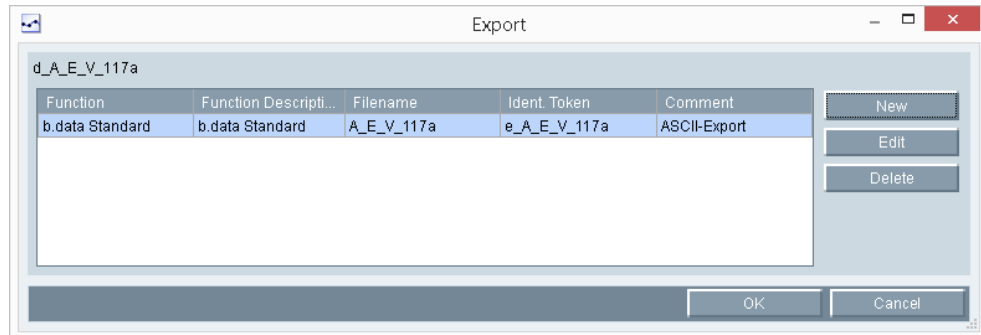 Export
d_A_E_V_117a
Function Function Descripti... Filename Ident. Token Comment
b.data Standard b.data Standard A_E_V_117a e_A_E_V_117a ASCII-Export
New
Edit
Delete
OK Cancel